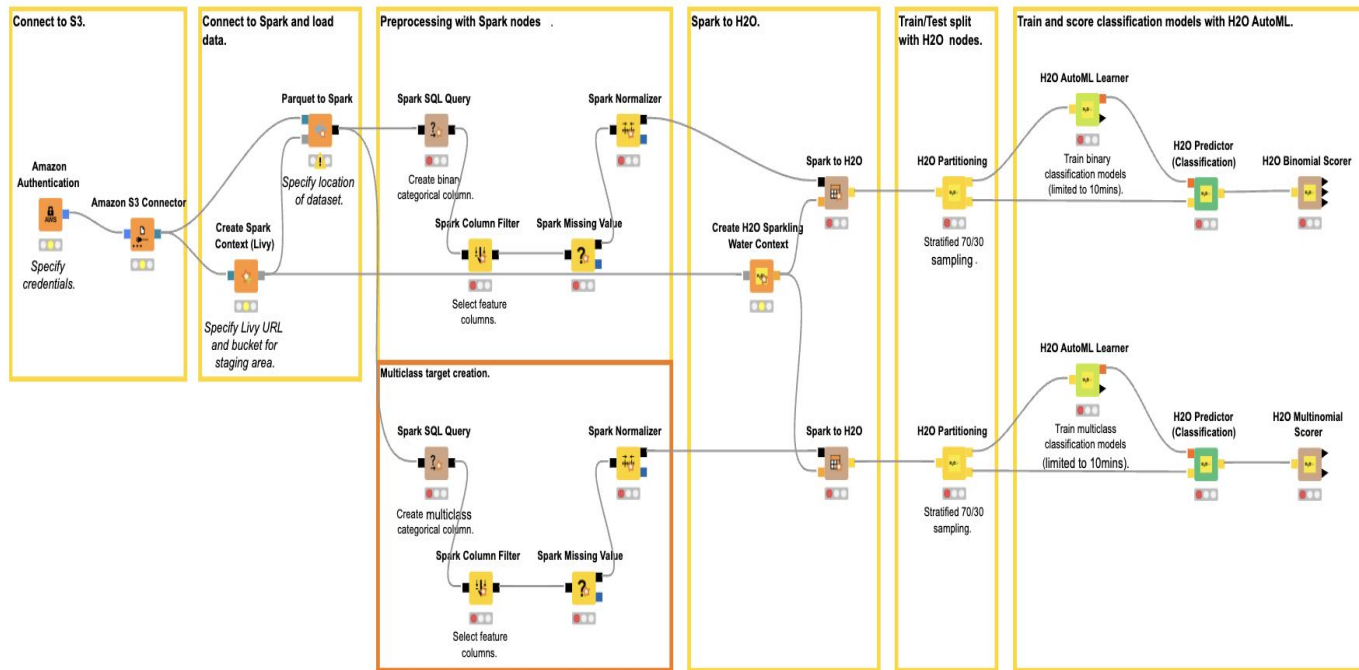 Connect to S3.
Amazon
Authentication
AWS
Specify
credentials.
Amazon S3 Connector
Connect to Spark and load
data.
Parquet to Spark
Specify location
of dataset.
Create Spark
Context (Livy)
Specify Livy URL
and bucket for
staging area.
Preprocessing with Spark nodes .
Spark SQL Query
Create binary
categorical column.
Spark Column Filter
Select feature
columns.
Spark Missing Value
Spark Normalizer
Multiclass target creation.
Spark SQL Query
Create multiclass
categorical column.
Spark Column Filter
Select feature
columns.
Spark Missing Value
Spark Normalizer
Spark to H2O.
Spark to H2O
Create H2O Sparkling
Water Context
Spark to H2O
Train/Test split
with H2O nodes.
H2O Partitioning
Stratified 70/30
sampling .
H2O Partitioning
Stratified 70/30
sampling.
Train and score classification models with H2O AutoML.
H2O AutoML Learner
Train binary
classification models
(limited to 10mins).
H2O Predictor
(Classification)
H2O Binomial Scorer
H2O AutoML Learner
Train multiclass
classification models
(limited to 10mins).
H2O Predictor
(Classification)
H2O Multinomial
Scorer